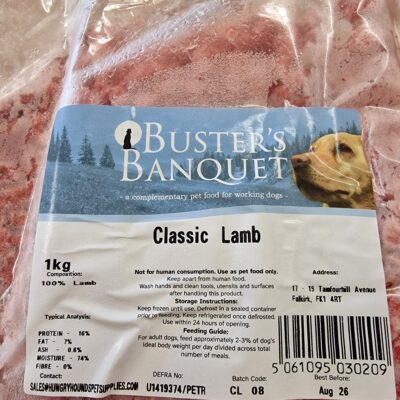 BUSTER'S
BANQUET
- a complementary pet food for working dogs -
Classic Lamb
1kg
Composition:
100% Lamb
Typical Analysis:
PROTEIN - 16%
FAT - 7%
ASH - 0.6%
MOISTURE - 74%
FIBRE - 0%
Contact:
SALES@HUNGRYHOUNDSPETSUPPLIES.COM
Not for human consumption. Use as pet food only.
Keep apart from human food.
Wash hands and clean tools, utensils and surfaces
after handling this product.
Storage Instructions:
Keep frozen until use. Defrost in a sealed container
prior to feeding. Keep refrigerated once defrosted.
Use within 24 hours of opening.
Feeding Guide:
For adult dogs, feed approximately 2-3% of dog's
ideal body weight per day divided across total
number of meals.
DEFRA No:
U1419374/PETR
Batch Code:
CL 08
Address:
17 - 19 Tamfourhill Avenue
Falkirk, FK1 4RT
5 061095 030209
Best Before:
Aug 26